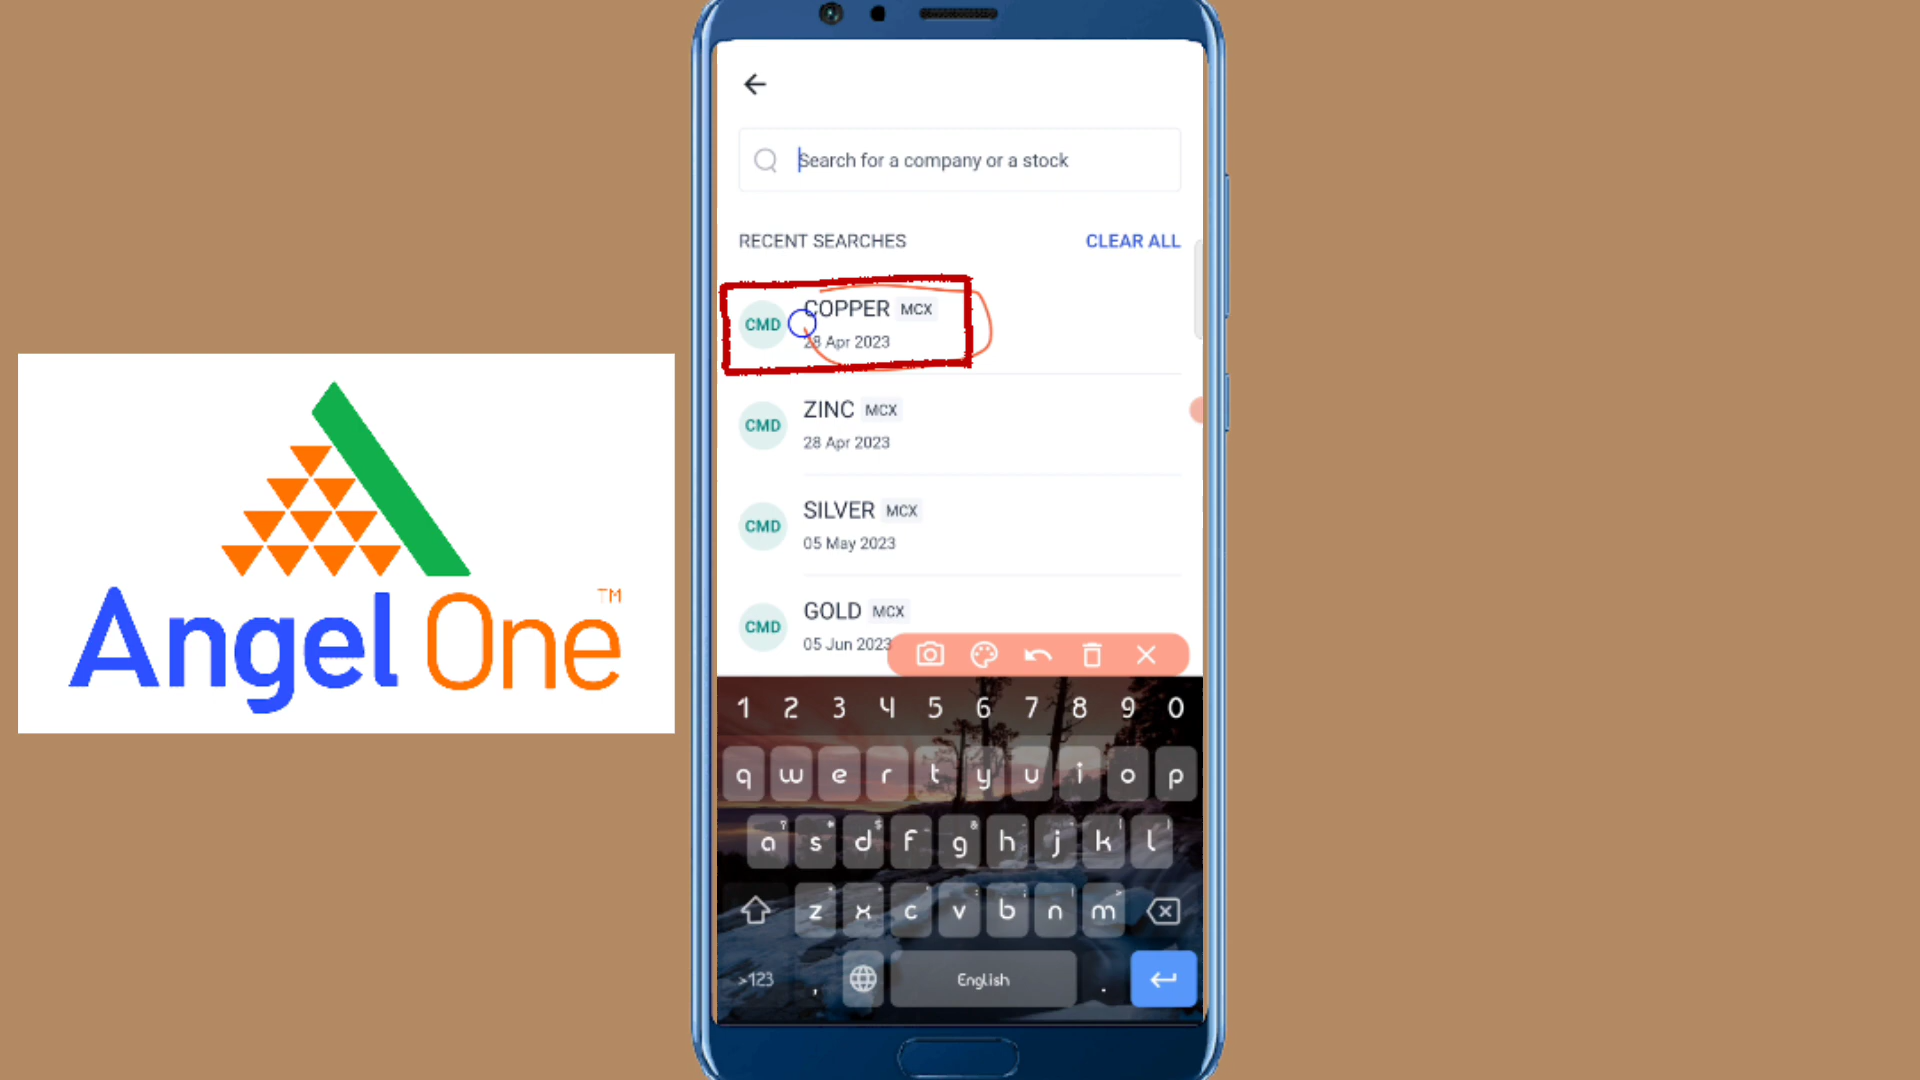 Search for a company or a stock
RECENT SEARCHES
CLEAR ALL
CMD
COPPER MCX
28 Apr 2023
CMD
ZINC MCX
28 Apr 2023
CMD
SILVER MCX
05 May 2023
CMD
GOLD MCX
05 Jun 2023
Angel One TM
1 2 3 4 5 6 7 8 9 0
q w e r t y u i o p
a s d f g h j k l
z x c v b n m
>123 , English .